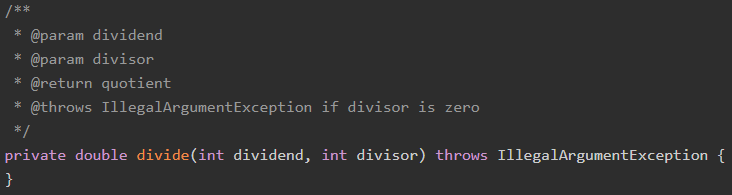 /**
 * @param dividend
 * @param divisor
 * @return quotient
 * @throws IllegalArgumentException if divisor is zero
 */
private double divide(int dividend, int divisor) throws IllegalArgumentException {
}